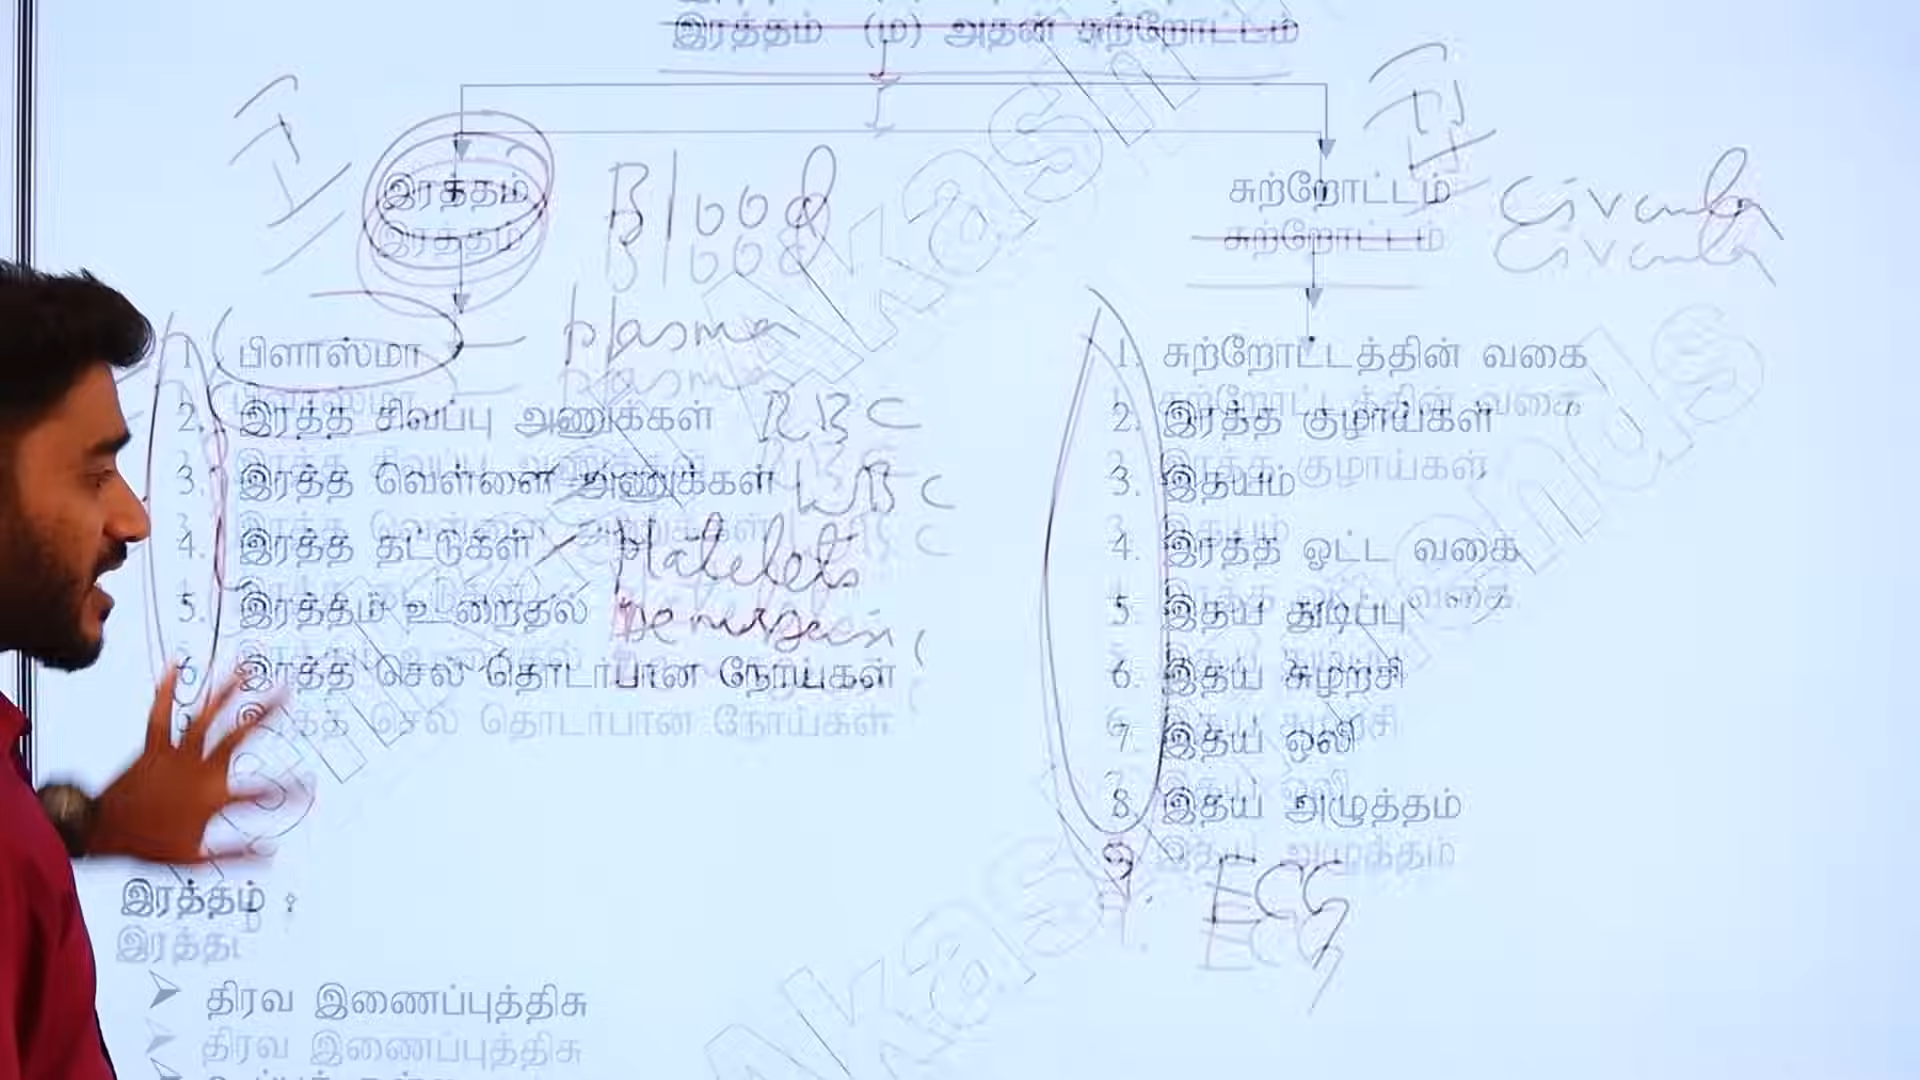 இரத்தம் (ம) அதன் சுற்றோட்டம்
I
II
இரத்தம்
Blood
சுற்றோட்டம்
1. பிளாஸ்மா - plasma
2. இரத்த சிவப்பு அணுக்கள் RBC
3. இரத்த வெள்ளை அணுக்கள் WBC
4. இரத்த தட்டுகள் Platelets
5. இரத்தம் உறைதல்
6. இரத்த செல் தொடர்பான நோய்கள்
1. சுற்றோட்டத்தின் வகை
2. இரத்த குழாய்கள்
3. இதயம்
4. இரத்த ஓட்ட வகை
5. இதய துடிப்பு
6. இதய சுழற்சி
7. இதய ஒலி
8. இதய அழுத்தம்
9. ECG
இரத்தம் :
➤ திரவ இணைப்புத்திசு
Akash